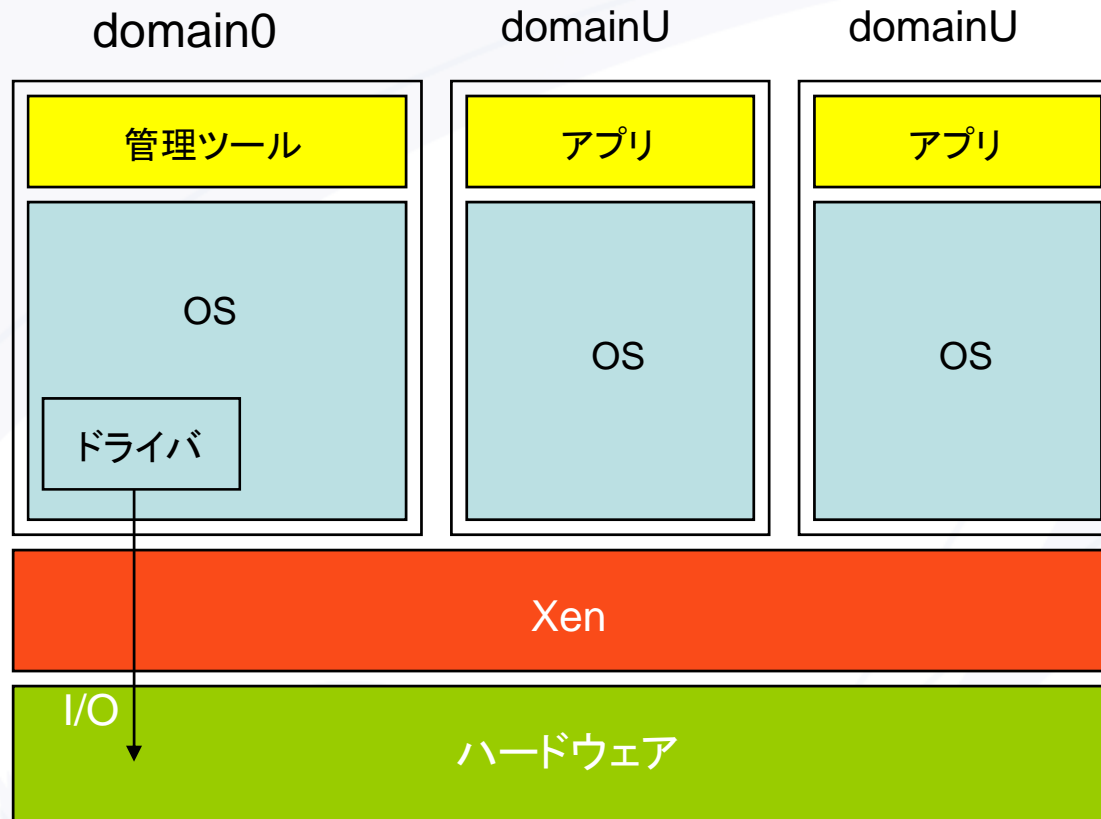 domain0
domainU
domainU
管理ツール
アプリ
アプリ
OS
OS
OS
ドライバ
Xen
I/O
ハードウェア